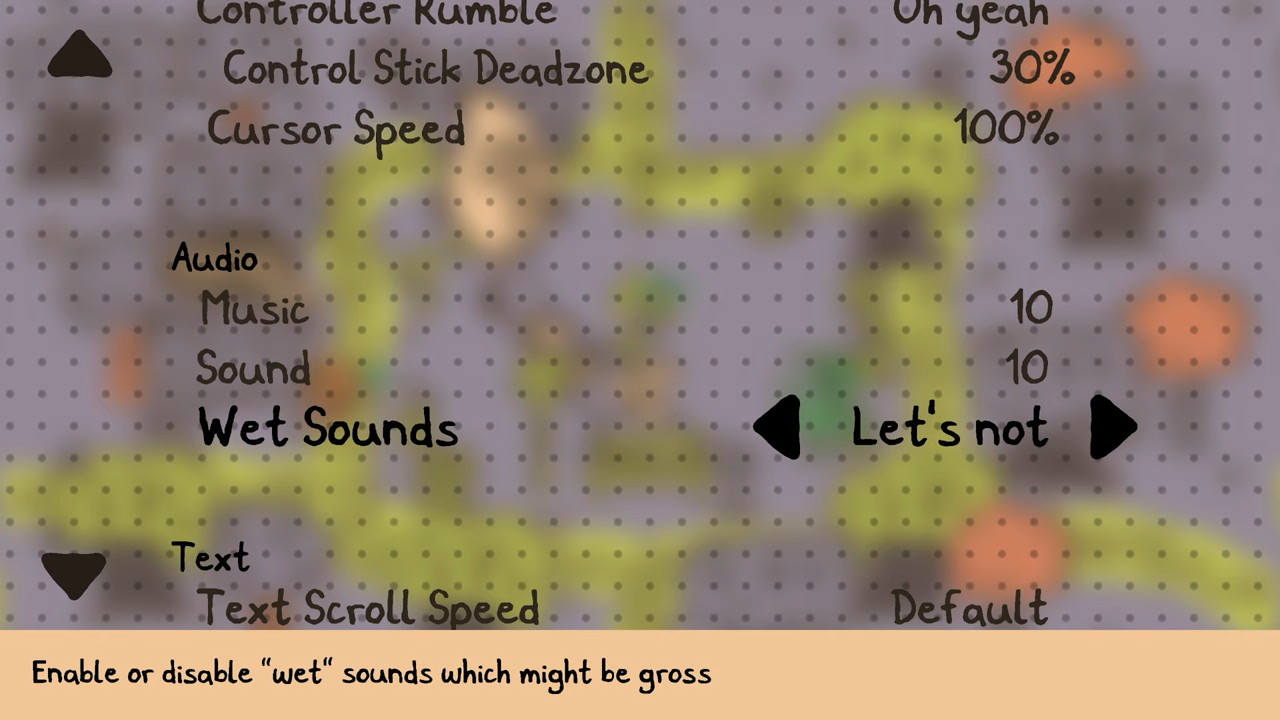 Controller Rumble Oh yeah
Control Stick Deadzone 30%
Cursor Speed 100%
Audio
Music 10
Sound 10
Wet Sounds Let's not
Text
Text Scroll Speed Default
Enable or disable "wet" sounds which might be gross